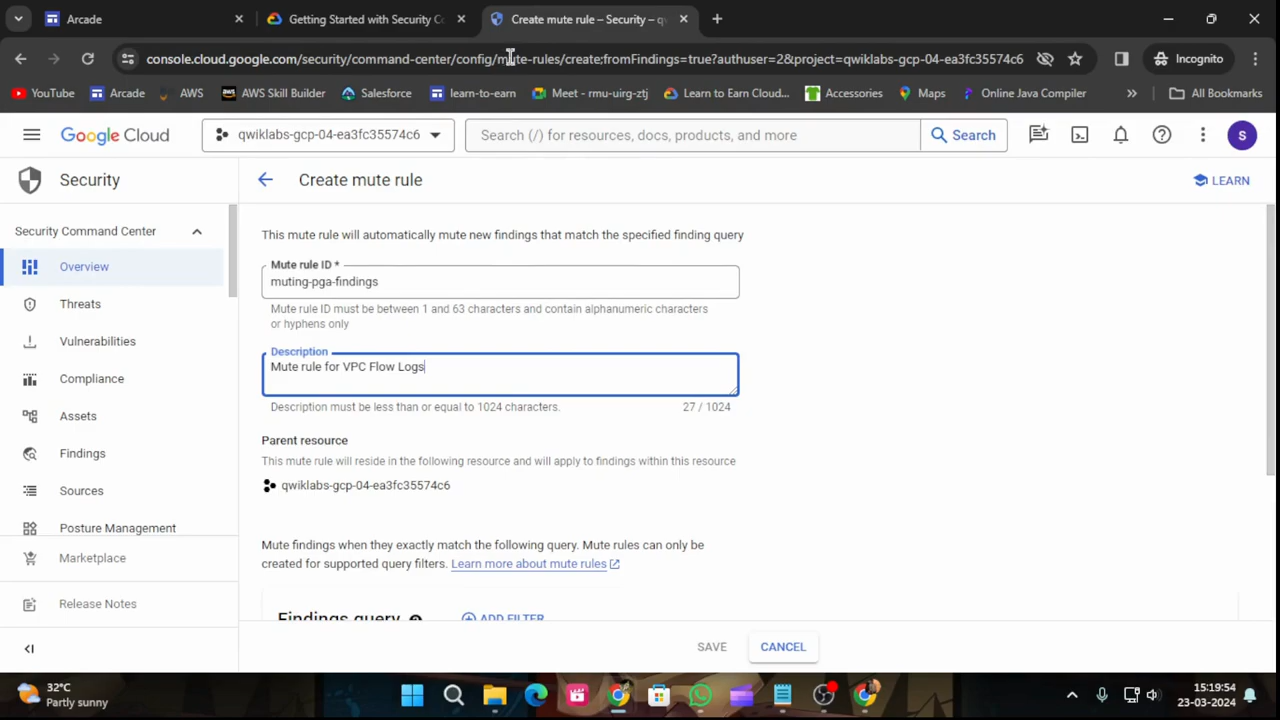 Arcade
Getting Started with Security Co
Create mute rule – Security – qw
console.cloud.google.com/security/command-center/config/mute-rules/create;fromFindings=true?authuser=2&project=qwiklabs-gcp-04-ea3fc35574c6
Incognito
YouTube
Arcade
AWS
AWS Skill Builder
Salesforce
learn-to-earn
Meet - rmu-uirg-ztj
Learn to Earn Cloud...
Accessories
Maps
Online Java Compiler
»
All Bookmarks
Google Cloud
qwiklabs-gcp-04-ea3fc35574c6
Search (/) for resources, docs, products, and more
Search
S
Security
Create mute rule
LEARN
Security Command Center
Overview
Threats
Vulnerabilities
Compliance
Assets
Findings
Sources
Posture Management
Marketplace
Release Notes
This mute rule will automatically mute new findings that match the specified finding query
Mute rule ID *
muting-pga-findings
Mute rule ID must be between 1 and 63 characters and contain alphanumeric characters
or hyphens only
Description
Mute rule for VPC Flow Logs
Description must be less than or equal to 1024 characters.
27 / 1024
Parent resource
This mute rule will reside in the following resource and will apply to findings within this resource
qwiklabs-gcp-04-ea3fc35574c6
Mute findings when they exactly match the following query. Mute rules can only be
created for supported query filters. Learn more about mute rules
Findings query
ADD FILTER
SAVE
CANCEL
32°C
Partly sunny
15:19:54
23-03-2024